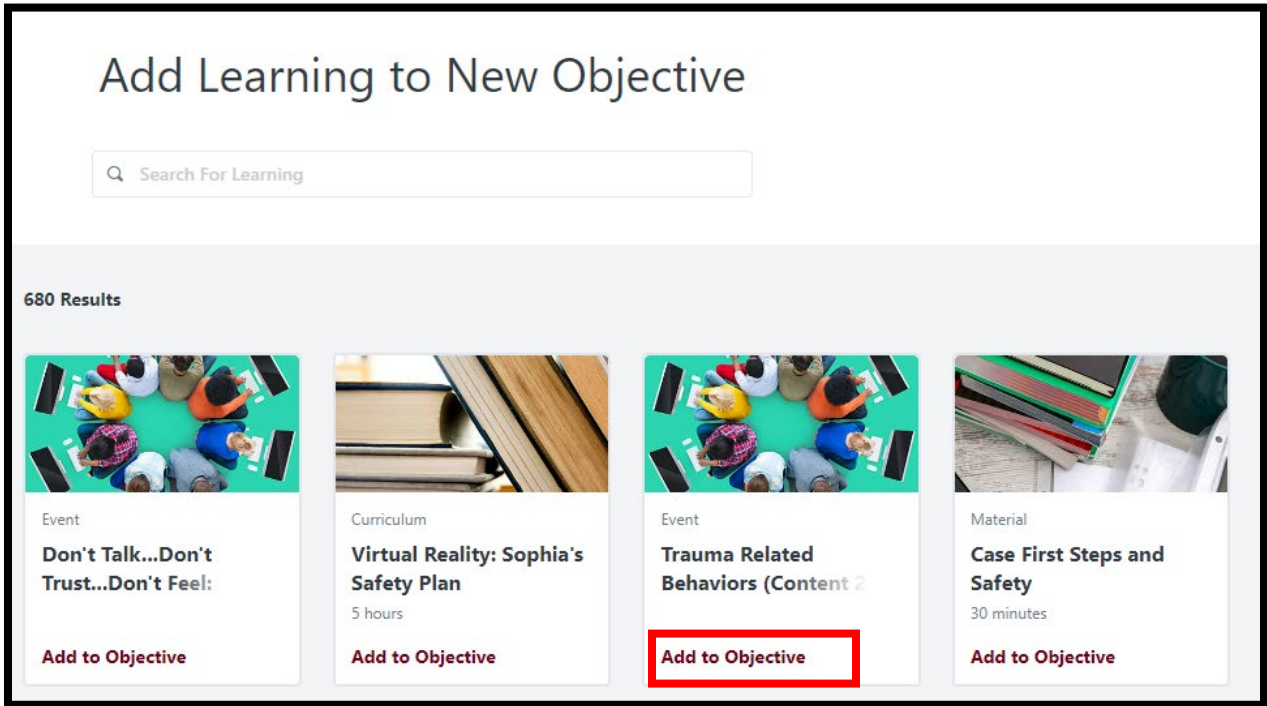 Add Learning to New Objective
Search For Learning
680 Results
Event
Don't Talk...Don't
Trust...Don't Feel:
Add to Objective
Curriculum
Virtual Reality: Sophia's
Safety Plan
5 hours
Add to Objective
Event
Trauma Related
Behaviors (Content 2
Add to Objective
Material
Case First Steps and
Safety
30 minutes
Add to Objective